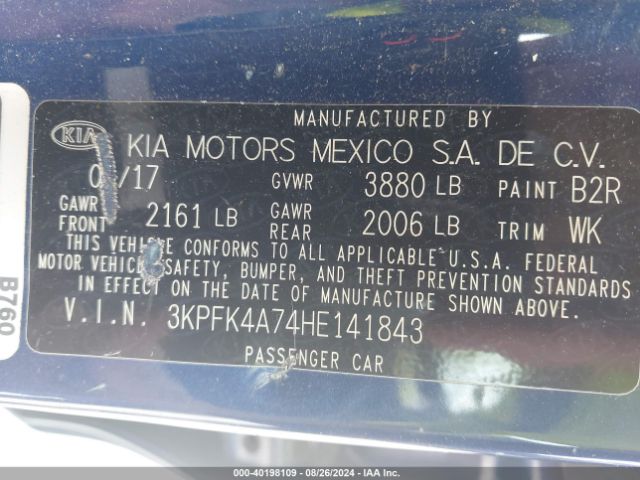 MANUFACTURED BY
KIA KIA MOTORS MEXICO S.A. DE C.V.
/17 GVWR 3880 LB PAINT B2R
GAWR FRONT 2161 LB GAWR REAR 2006 LB TRIM WK
THIS VEHICLE CONFORMS TO ALL APPLICABLE U.S.A. FEDERAL
MOTOR VEHICLE SAFETY, BUMPER, AND THEFT PREVENTION STANDARDS
IN EFFECT ON THE DATE OF MANUFACTURE SHOWN ABOVE.
V.I.N. 3KPFK4A74HE141843
PASSENGER CAR
B760
000-40198109 - 08/26/2024 - IAA Inc.